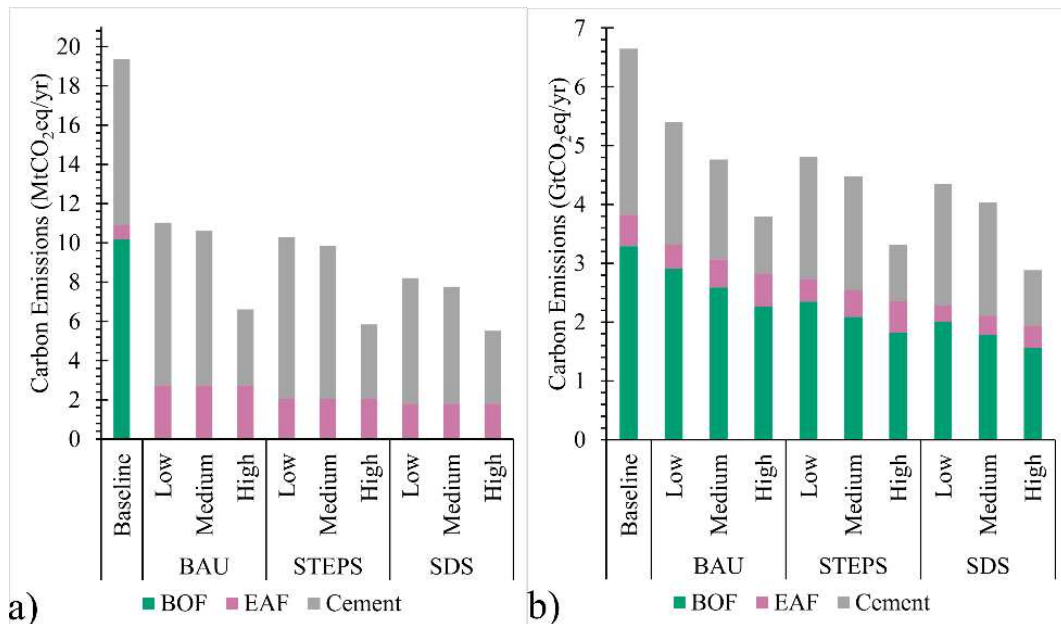 Carbon Emissions (MtCO₂eq/yr)
20
18
16
14
12
10
8
6
4
2
0
Baseline
Low
Medium
High
Low
Medium
High
Low
Medium
High
BAU
STEPS
SDS
a)
BOF EAF Cement
Carbon Emissions (GtCO₂eq/yr)
7
6
5
4
3
2
1
0
Baseline
Low
Medium
High
Low
Medium
High
Low
Medium
High
BAU
STEPS
SDS
b)
BOF EAF Cement